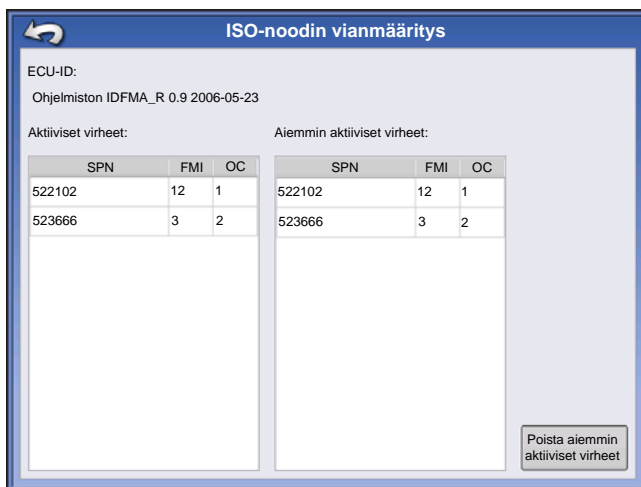 ISO-noodin vianmääritys
ECU-ID:
Ohjelmiston IDFMA_R 0.9 2006-05-23
Aktiiviset virheet: Aiemmin aktiiviset virheet:
SPN FMI OC SPN FMI OC
522102 12 1 522102 12 1
523666 3 2 523666 3 2
Poista aiemmin
aktiiviset virheet